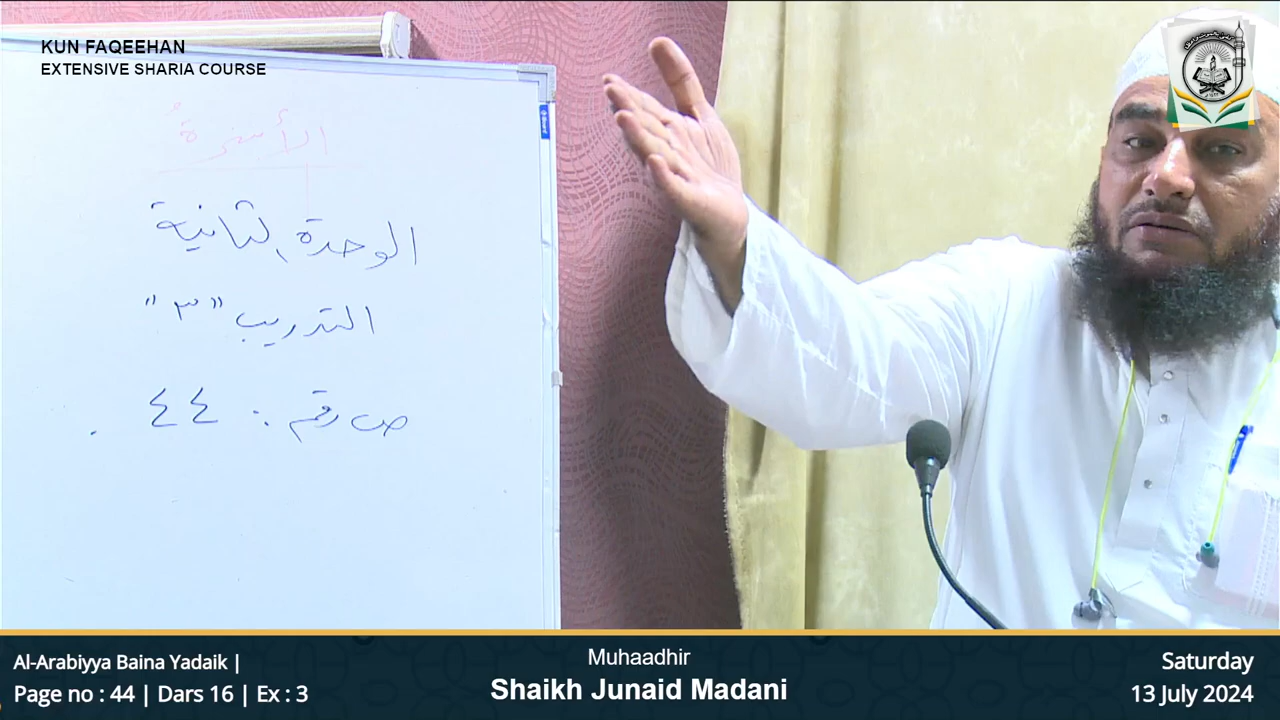 KUN FAQEEHAN
EXTENSIVE SHARIA COURSE
الأسرةُ
الوحدة الثانية
التدريب "٣"
ص رقم : ٤٤ .
Al-Arabiyya Baina Yadaik |
Page no : 44 | Dars 16 | Ex : 3
Muhaadhir
Shaikh Junaid Madani
Saturday
13 July 2024